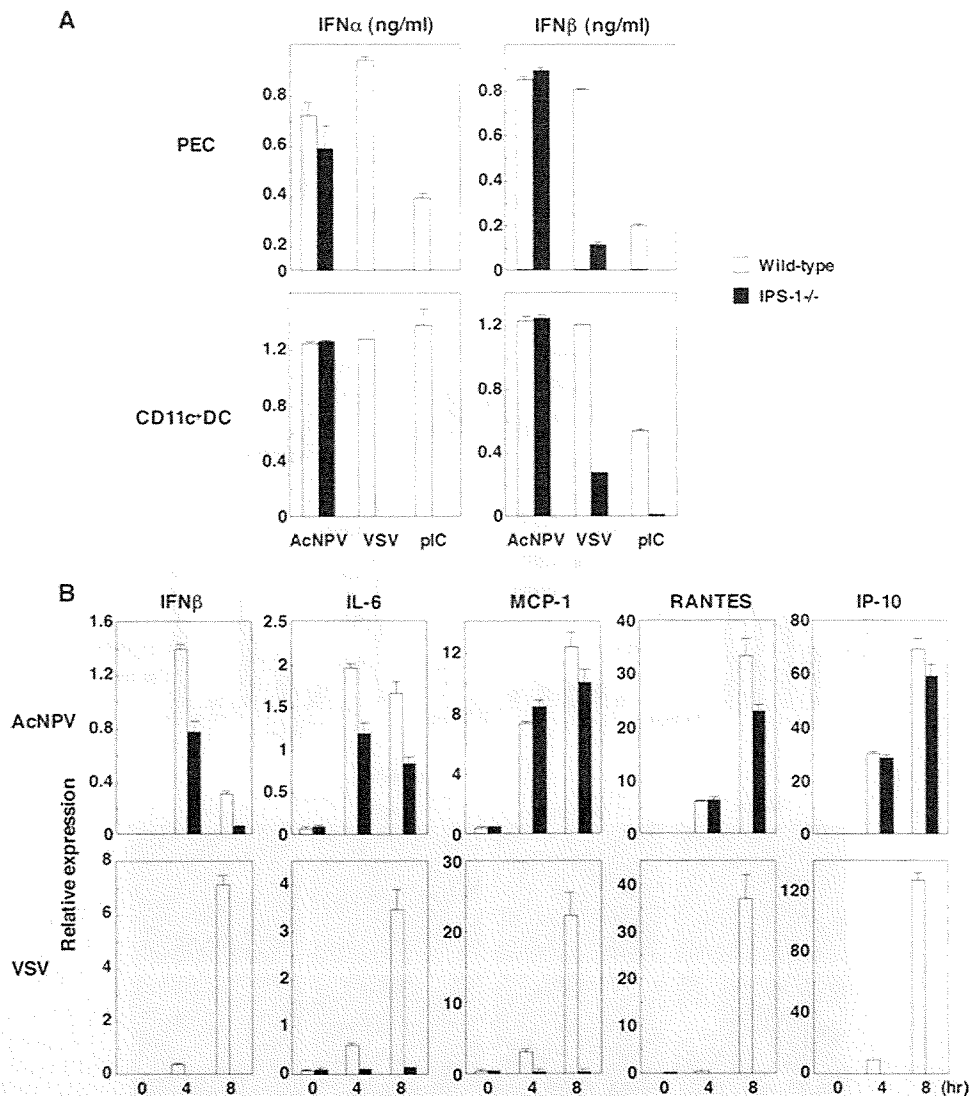 A
IFNα (ng/ml)
IFNβ (ng/ml)
PEC
0.8
0.6
0.4
0.2
0
0.8
0.6
0.4
0.2
0
Wild-type
IPS-1-/-
CD11c+DC
1.2
0.8
0.4
0
1.2
0.8
0.4
0
AcNPV VSV pIC
AcNPV VSV pIC
B
IFNβ
IL-6
MCP-1
RANTES
IP-10
AcNPV
1.6
1.2
0.8
0.4
0
2.5
2
1.5
1
0.5
0
12
8
4
0
40
30
20
10
0
80
60
40
20
0
Relative expression
VSV
8
7
6
4
2
0
4
3
2
1
0
30
20
10
0
40
30
20
10
0
120
80
40
0
0 4 8
0 4 8
0 4 8
0 4 8
0 4 8 (hr)